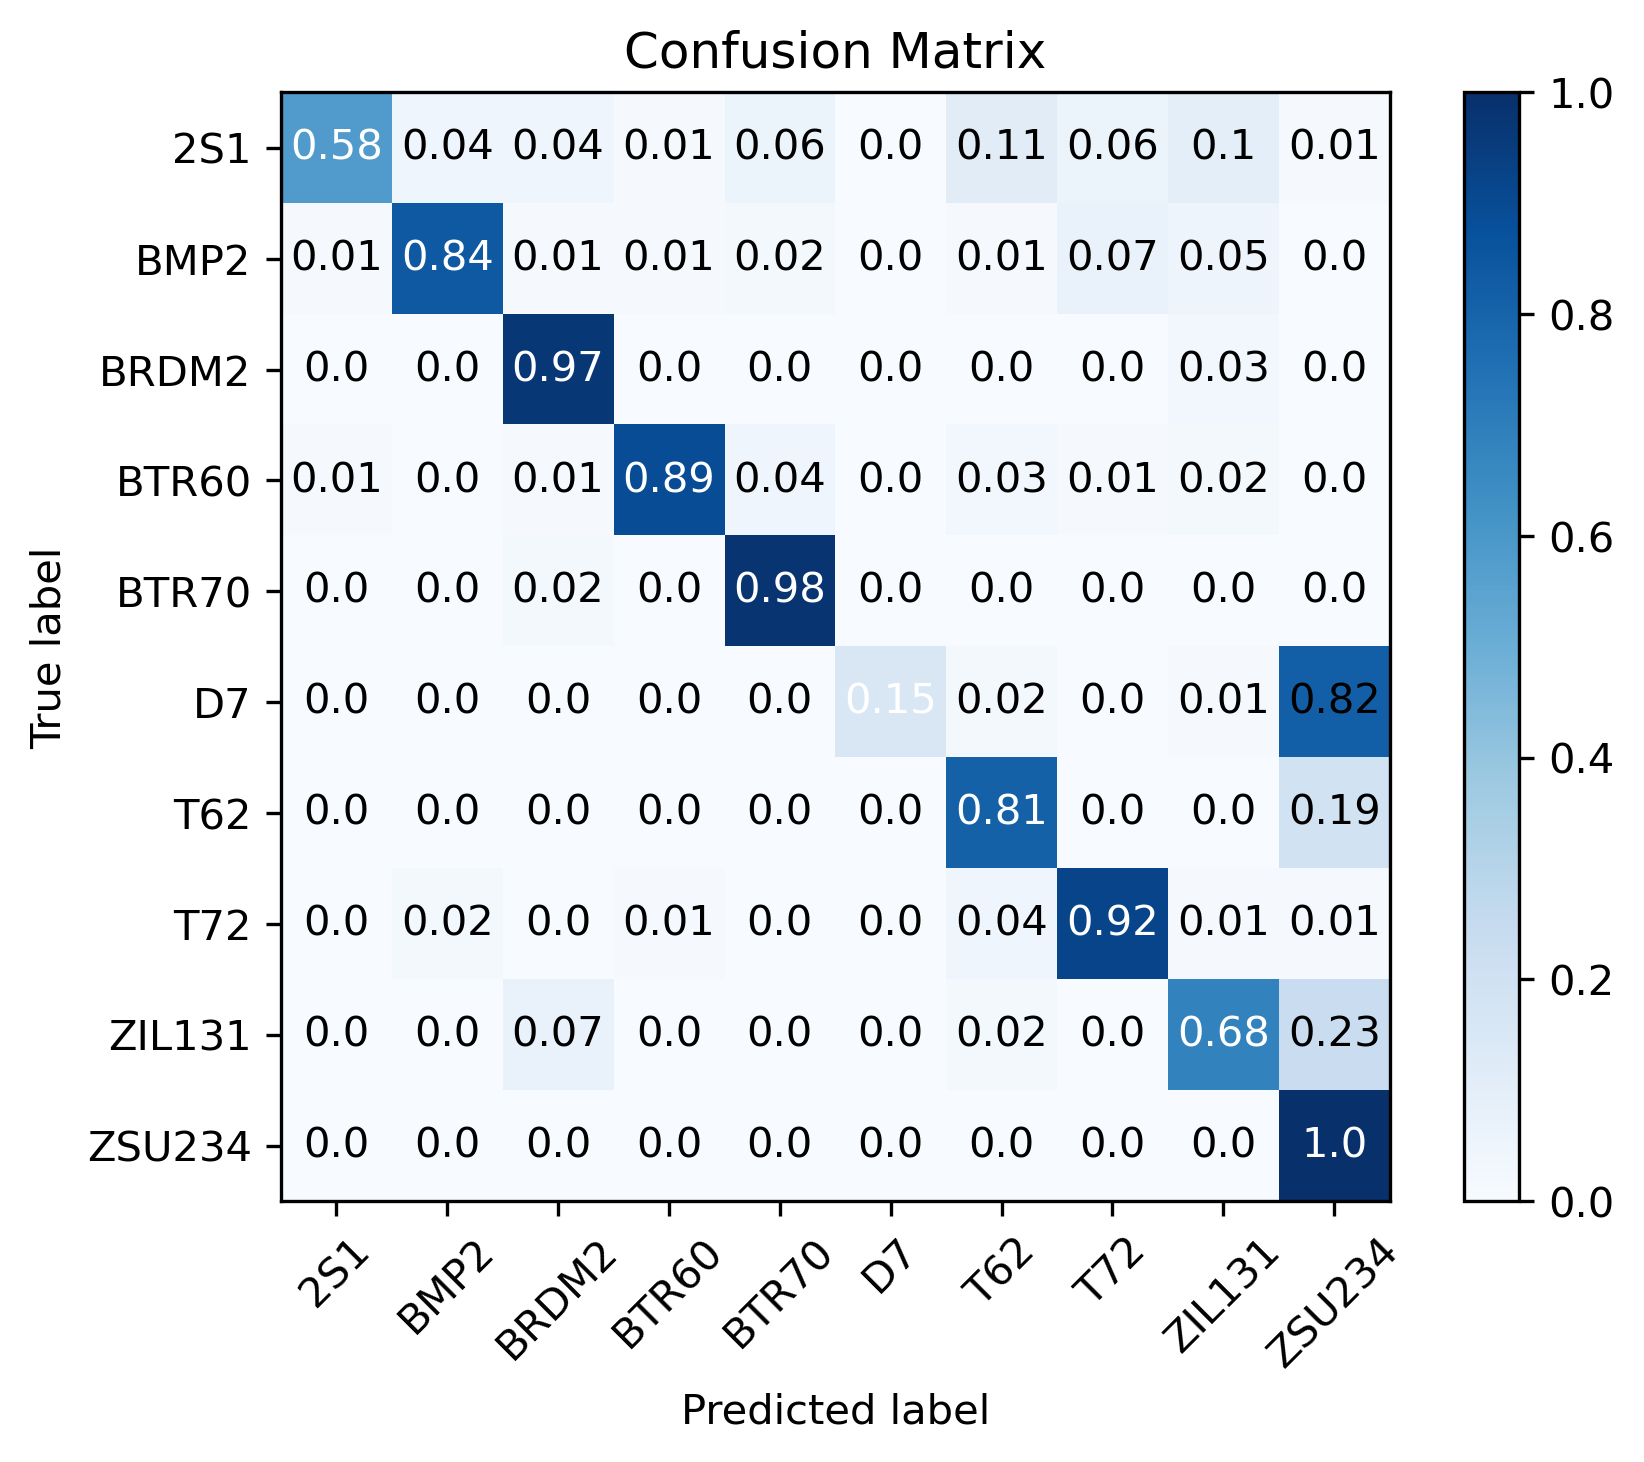 Confusion Matrix
2S1 0.58 0.04 0.04 0.01 0.06 0.0 0.11 0.06 0.1 0.01
BMP2 0.01 0.84 0.01 0.01 0.02 0.0 0.01 0.07 0.05 0.0
BRDM2 0.0 0.0 0.97 0.0 0.0 0.0 0.0 0.0 0.03 0.0
BTR60 0.01 0.0 0.01 0.89 0.04 0.0 0.03 0.01 0.02 0.0
BTR70 0.0 0.0 0.02 0.0 0.98 0.0 0.0 0.0 0.0 0.0
D7 0.0 0.0 0.0 0.0 0.0 0.15 0.02 0.0 0.01 0.82
T62 0.0 0.0 0.0 0.0 0.0 0.0 0.81 0.0 0.0 0.19
T72 0.0 0.02 0.0 0.01 0.0 0.0 0.04 0.92 0.01 0.01
ZIL131 0.0 0.0 0.07 0.0 0.0 0.0 0.02 0.0 0.68 0.23
ZSU234 0.0 0.0 0.0 0.0 0.0 0.0 0.0 0.0 0.0 1.0
2S1 BMP2 BRDM2 BTR60 BTR70 D7 T62 T72 ZIL131 ZSU234
Predicted label
True label
1.0
0.8
0.6
0.4
0.2
0.0